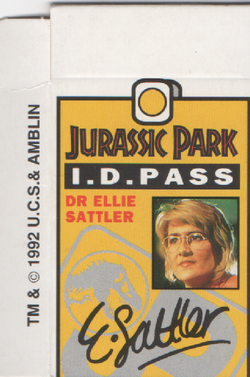 JURASSIC PARK
I.D.PASS
DR ELLIE
SATTLER
E. Sattler
TM & © 1992 U.C.S.& AMBLIN